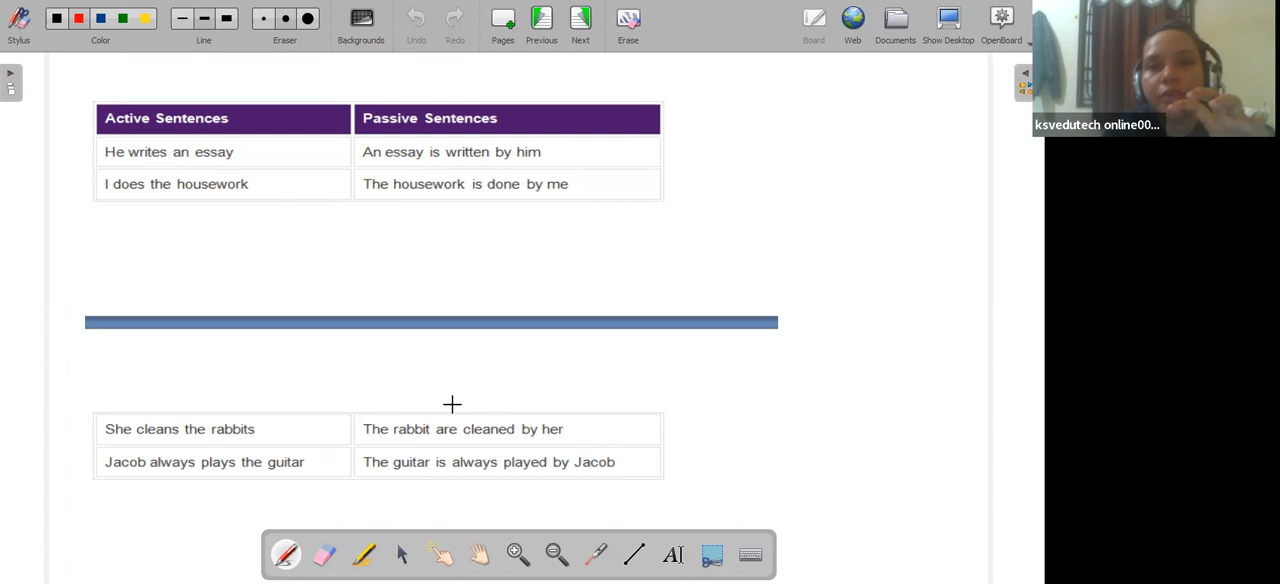 Stylus
Color
Line
Eraser
Backgrounds
Undo
Redo
Pages
Previous
Next
Erase
Board
Web
Documents
Show Desktop
OpenBoard
ksvedutech online00...
Active Sentences
Passive Sentences
He writes an essay
An essay is written by him
I does the housework
The housework is done by me
She cleans the rabbits
The rabbit are cleaned by her
Jacob always plays the guitar
The guitar is always played by Jacob
AI